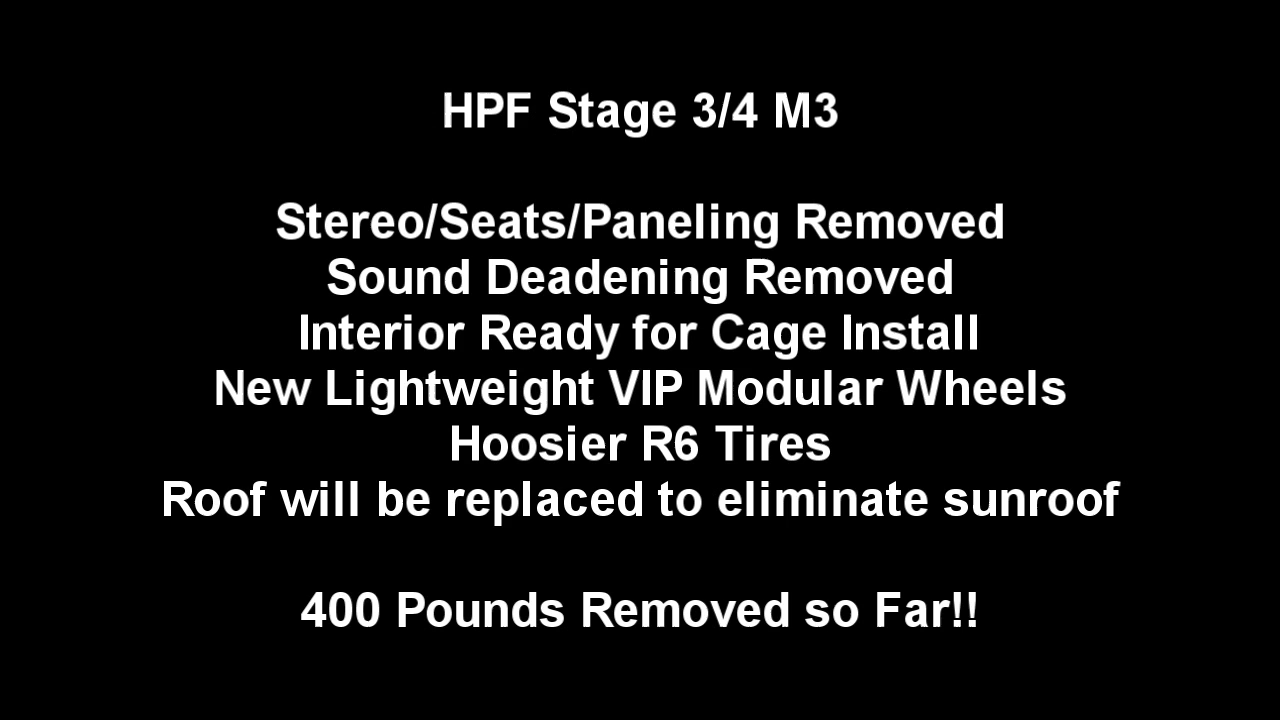 HPF Stage 3/4 M3
Stereo/Seats/Paneling Removed
Sound Deadening Removed
Interior Ready for Cage Install
New Lightweight VIP Modular Wheels
Hoosier R6 Tires
Roof will be replaced to eliminate sunroof
400 Pounds Removed so Far!!